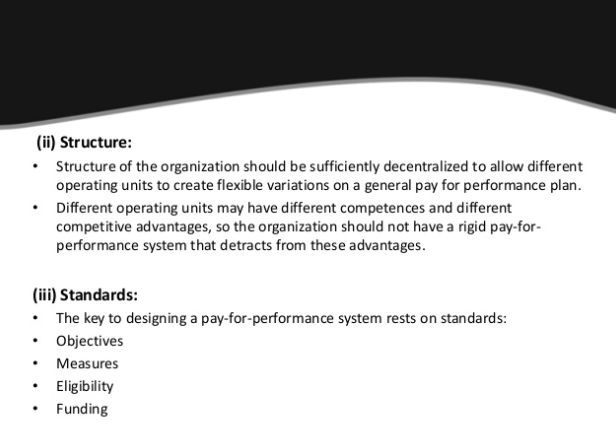 (ii) Structure:
• Structure of the organization should be sufficiently decentralized to allow different
operating units to create flexible variations on a general pay for performance plan.
• Different operating units may have different competences and different
competitive advantages, so the organization should not have a rigid pay-for-
performance system that detracts from these advantages.
(iii) Standards:
• The key to designing a pay-for-performance system rests on standards:
• Objectives
• Measures
• Eligibility
• Funding